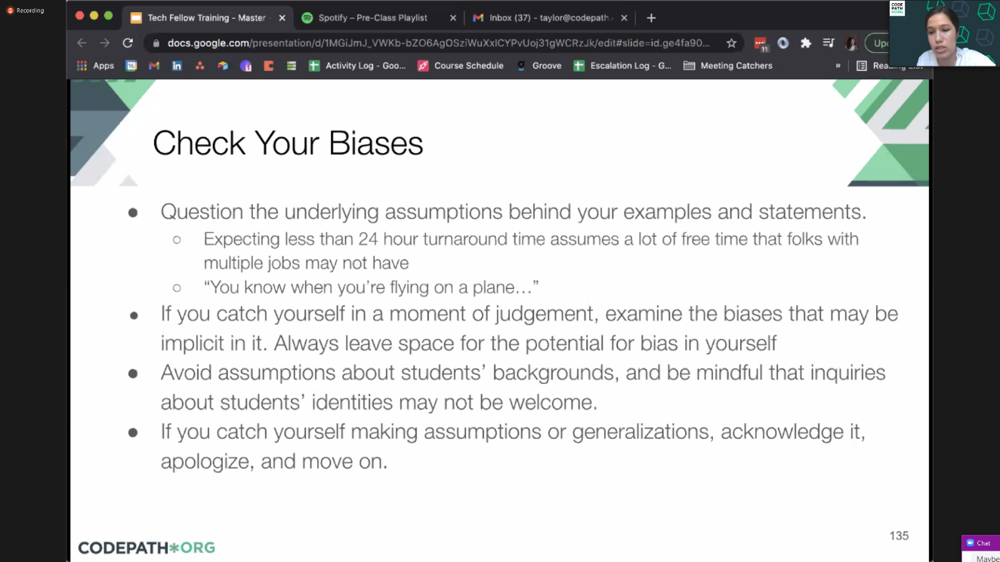 Recording
Tech Fellow Training - Master
Spotify – Pre-Class Playlist
Inbox (37) - taylor@codepath.
CODE
PATH
.ORG
docs.google.com/presentation/d/1MGiJmJ_VWKb-bZO6AgOSziWuXxlCYPvUoj31gWCRzJk/edit#slide=id.ge4fa90...
11
Apps
Activity Log - Goo...
Course Schedule
Groove
Escalation Log - G...
Meeting Catchers
»
Check Your Biases
● Question the underlying assumptions behind your examples and statements.
○ Expecting less than 24 hour turnaround time assumes a lot of free time that folks with
multiple jobs may not have
○ “You know when you’re flying on a plane…”
● If you catch yourself in a moment of judgement, examine the biases that may be
implicit in it. Always leave space for the potential for bias in yourself
● Avoid assumptions about students’ backgrounds, and be mindful that inquiries
about students’ identities may not be welcome.
● If you catch yourself making assumptions or generalizations, acknowledge it,
apologize, and move on.
CODEPATH*ORG
135
Chat
Maybe